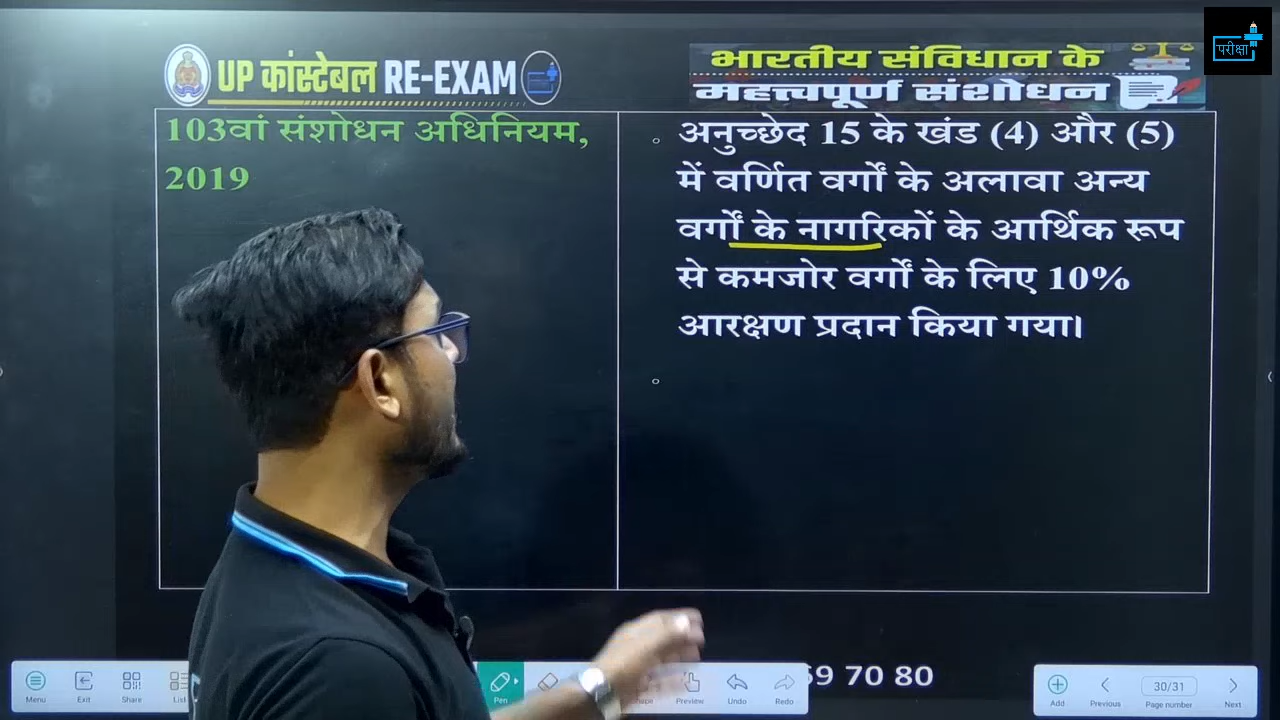 परीक्षा
UP कांस्टेबल RE-EXAM
भारतीय संविधान के
महत्त्वपूर्ण संशोधन
103वां संशोधन अधिनियम,
2019
अनुच्छेद 15 के खंड (4) और (5)
में वर्णित वर्गों के अलावा अन्य
वर्गों के नागरिकों के आर्थिक रूप
से कमजोर वर्गों के लिए 10%
आरक्षण प्रदान किया गया।
69 70 80
Menu Exit Share Pen Preview Undo Redo
30/31
Add Previous Page number Next